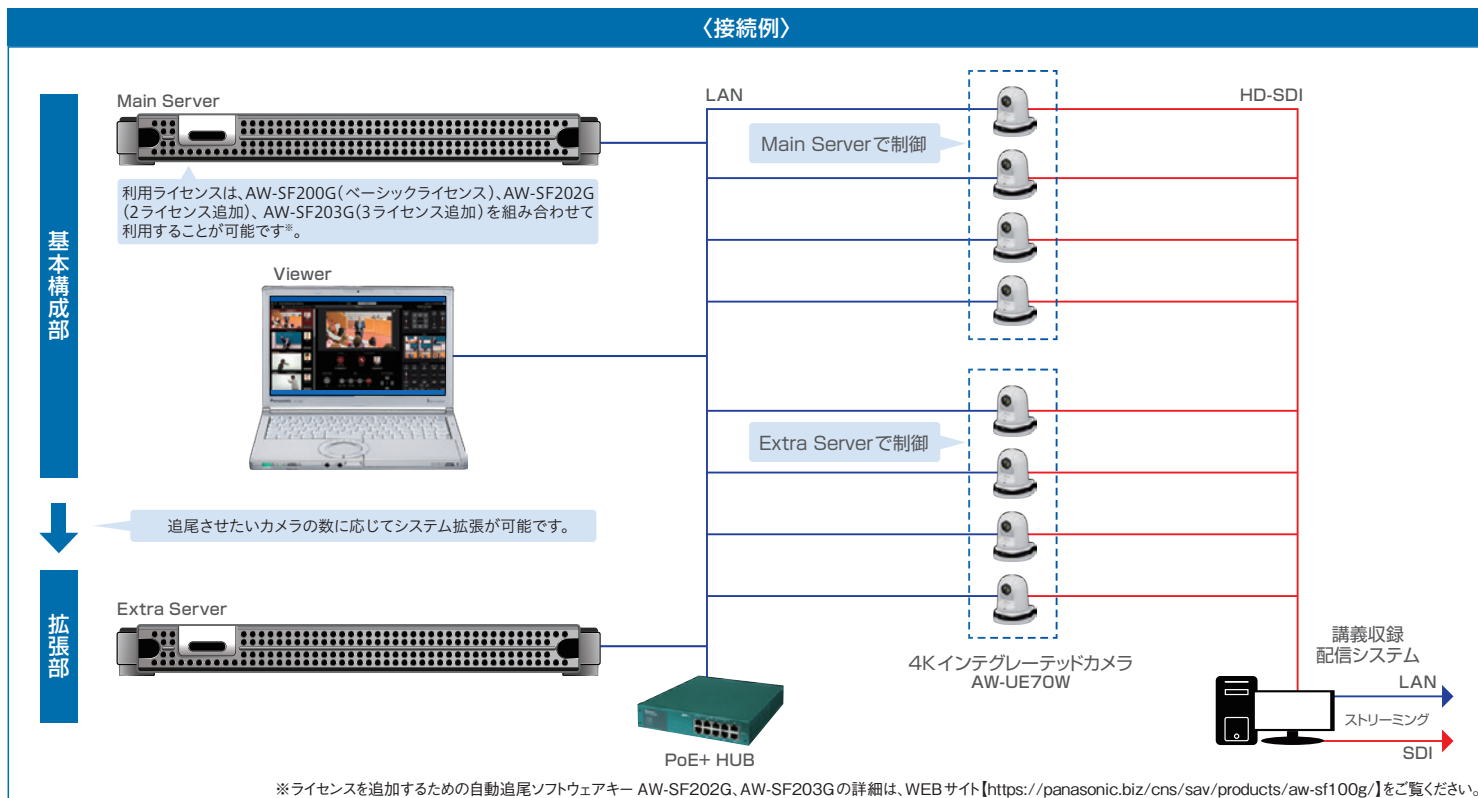 〈接続例〉
基本構成部
Main Server
利用ライセンスは、AW-SF200G(ベーシックライセンス)、AW-SF202G
(2ライセンス追加)、AW-SF203G(3ライセンス追加)を組み合わせて
利用することが可能です※。
Viewer
Panasonic
追尾させたいカメラの数に応じてシステム拡張が可能です。
拡張部
Extra Server
LAN
HD-SDI
Main Serverで制御
Extra Serverで制御
4Kインテグレーテッドカメラ
AW-UE70W
PoE+ HUB
講義収録
配信システム
LAN
ストリーミング
SDI
※ライセンスを追加するための自動追尾ソフトウェアキー AW-SF202G、AW-SF203Gの詳細は、WEBサイト【https://panasonic.biz/cns/sav/products/aw-sf100g/】をご覧ください。